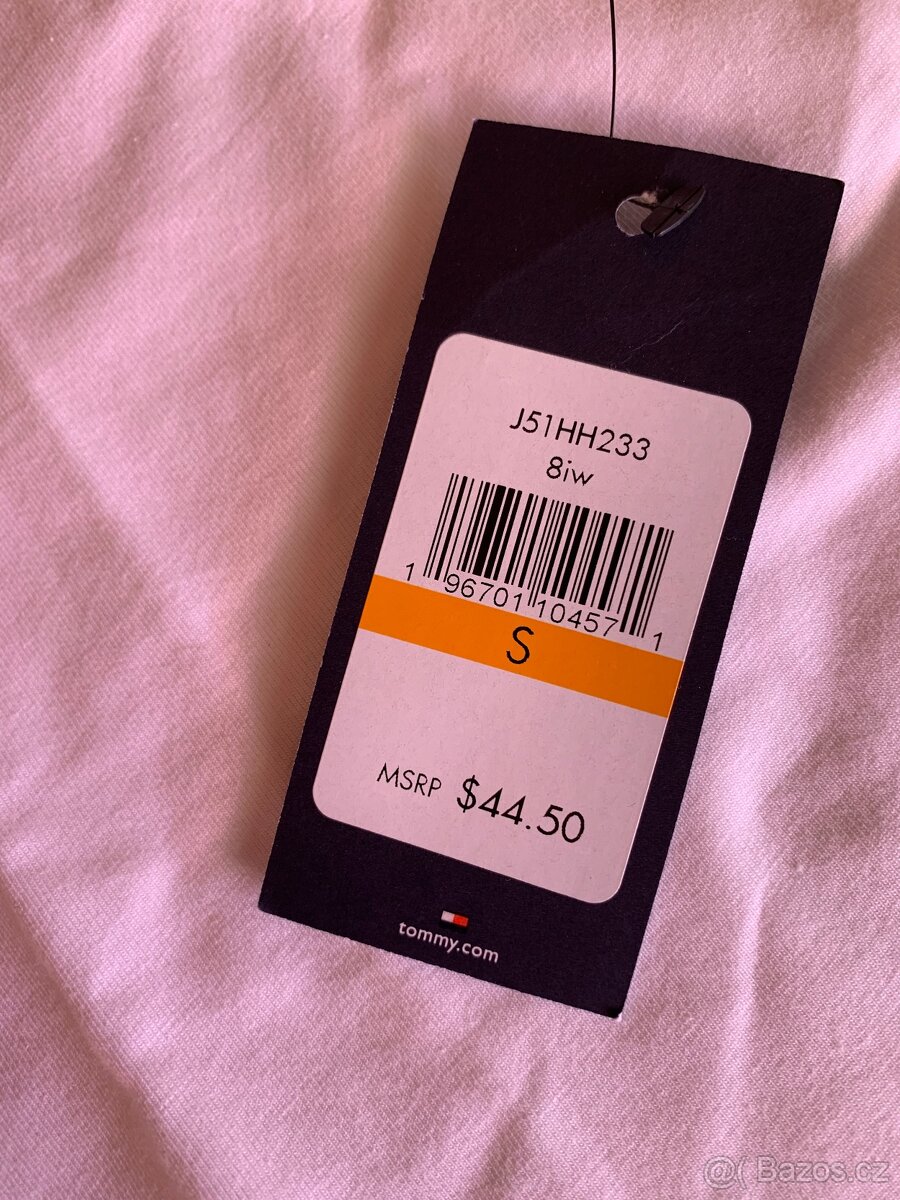 J51HH233
8iw
1 96701 10457 1
S
MSRP $44.50
tommy.com
@( Bazos.cz